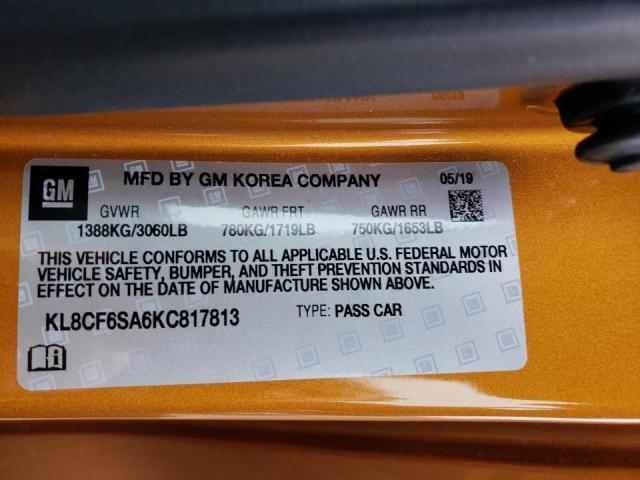 GM
MFD BY GM KOREA COMPANY
05/19
GVWR GAWR FRT GAWR RR
1388KG/3060LB 780KG/1719LB 750KG/1653LB
THIS VEHICLE CONFORMS TO ALL APPLICABLE U.S. FEDERAL MOTOR
VEHICLE SAFETY, BUMPER, AND THEFT PREVENTION STANDARDS IN
EFFECT ON THE DATE OF MANUFACTURE SHOWN ABOVE.
KL8CF6SA6KC817813 TYPE: PASS CAR